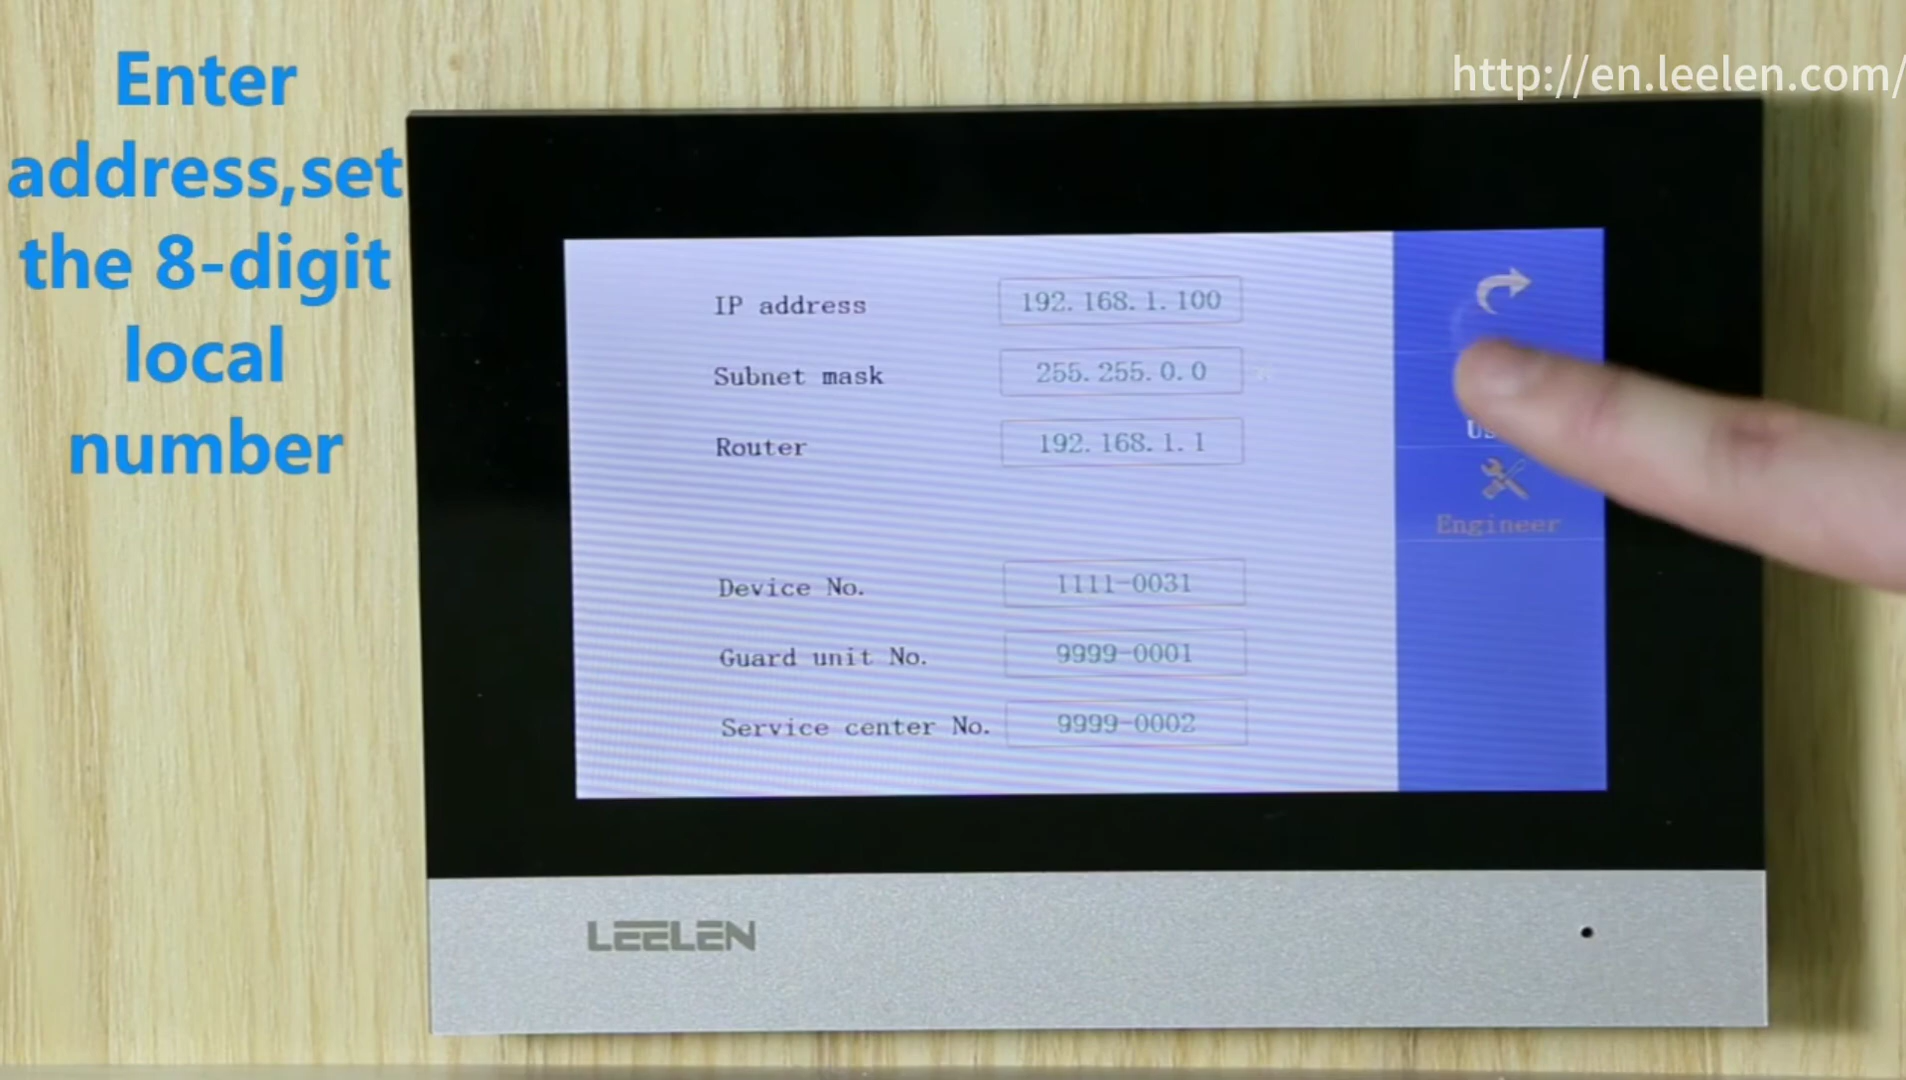 Enter
address,set
the 8-digit
local
number
http://en.leelen.com/
IP address 192.168.1.100
Subnet mask 255.255.0.0
Router 192.168.1.1
Engineer
Device No. 1111-0031
Guard unit No. 9999-0001
Service center No. 9999-0002
LEELEN